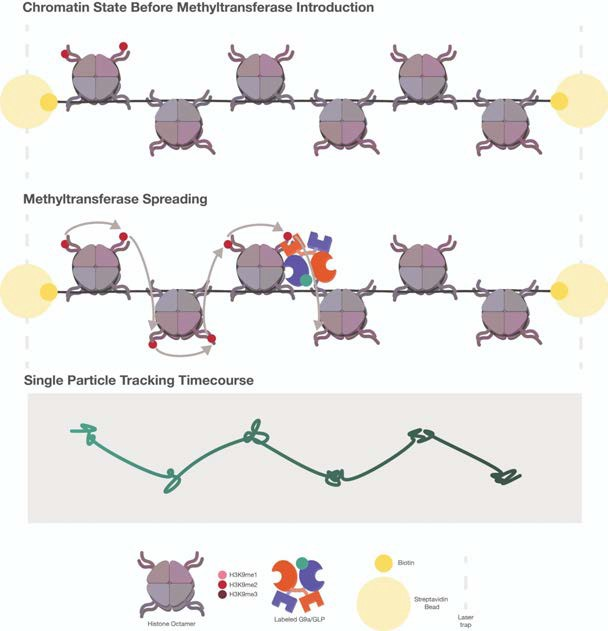 Chromatin State Before Methyltransferase Introduction
Methyltransferase Spreading
Single Particle Tracking Timecourse
H3K9me1
H3K9me2
H3K9me3
Histone Octamer
Labeled G9a/GLP
Biotin
Streptavidin
Bead
Laser
trap